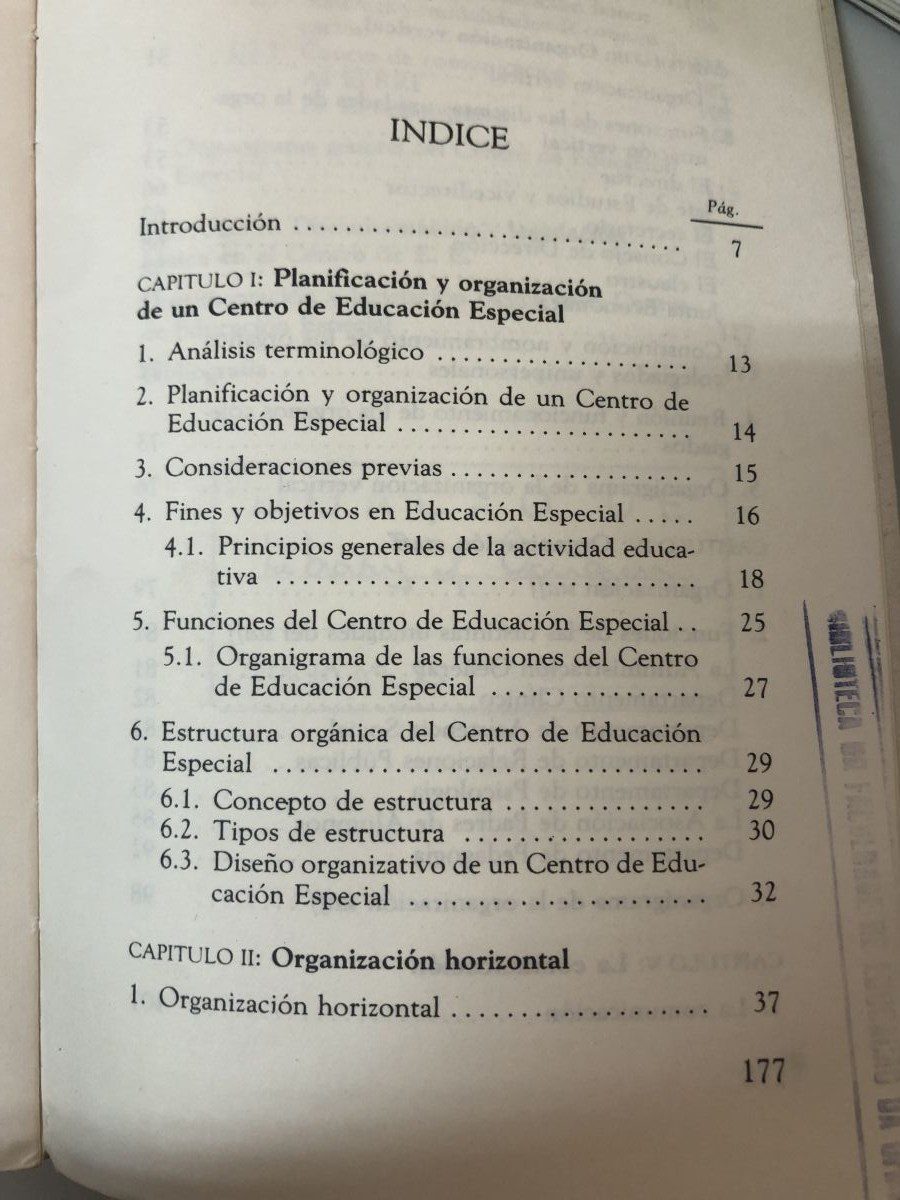 INDICE
Pág.
Introducción ................................ 7
CAPITULO I: Planificación y organización
de un Centro de Educación Especial
1. Análisis terminológico .................... 13
2. Planificación y organización de un Centro de
Educación Especial ....................... 14
3. Consideraciones previas ................... 15
4. Fines y objetivos en Educación Especial ..... 16
4.1. Principios generales de la actividad educa-
tiva ................................. 18
5. Funciones del Centro de Educación Especial .. 25
5.1. Organigrama de las funciones del Centro
de Educación Especial ................ 27
6. Estructura orgánica del Centro de Educación
Especial .................................. 29
6.1. Concepto de estructura ................ 29
6.2. Tipos de estructura ................... 30
6.3. Diseño organizativo de un Centro de Edu-
cación Especial ....................... 32
CAPITULO II: Organización horizontal
1. Organización horizontal .................... 37
177
BIBLIOTECA DE